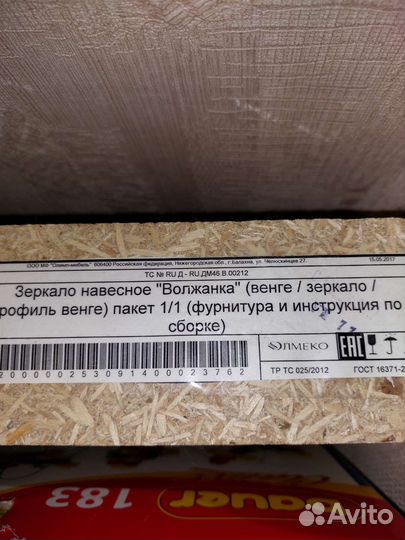 ООО МФ "Олимп-мебель" 606400 Российская федерация, Нижегородская обл., г.Балахна, ул. Челюскинцев 27. 15.05.2017
ТС № RU Д - RU.ДМ46.В.00212
Зеркало навесное "Волжанка" (венге / зеркало /
рофиль венге) пакет 1/1 (фурнитура и инструкция по
сборке)
ОЛМЕКО
EAC
2000002530914000023762
ТР ТС 025/2012 ГОСТ 16371-2
183
Avito